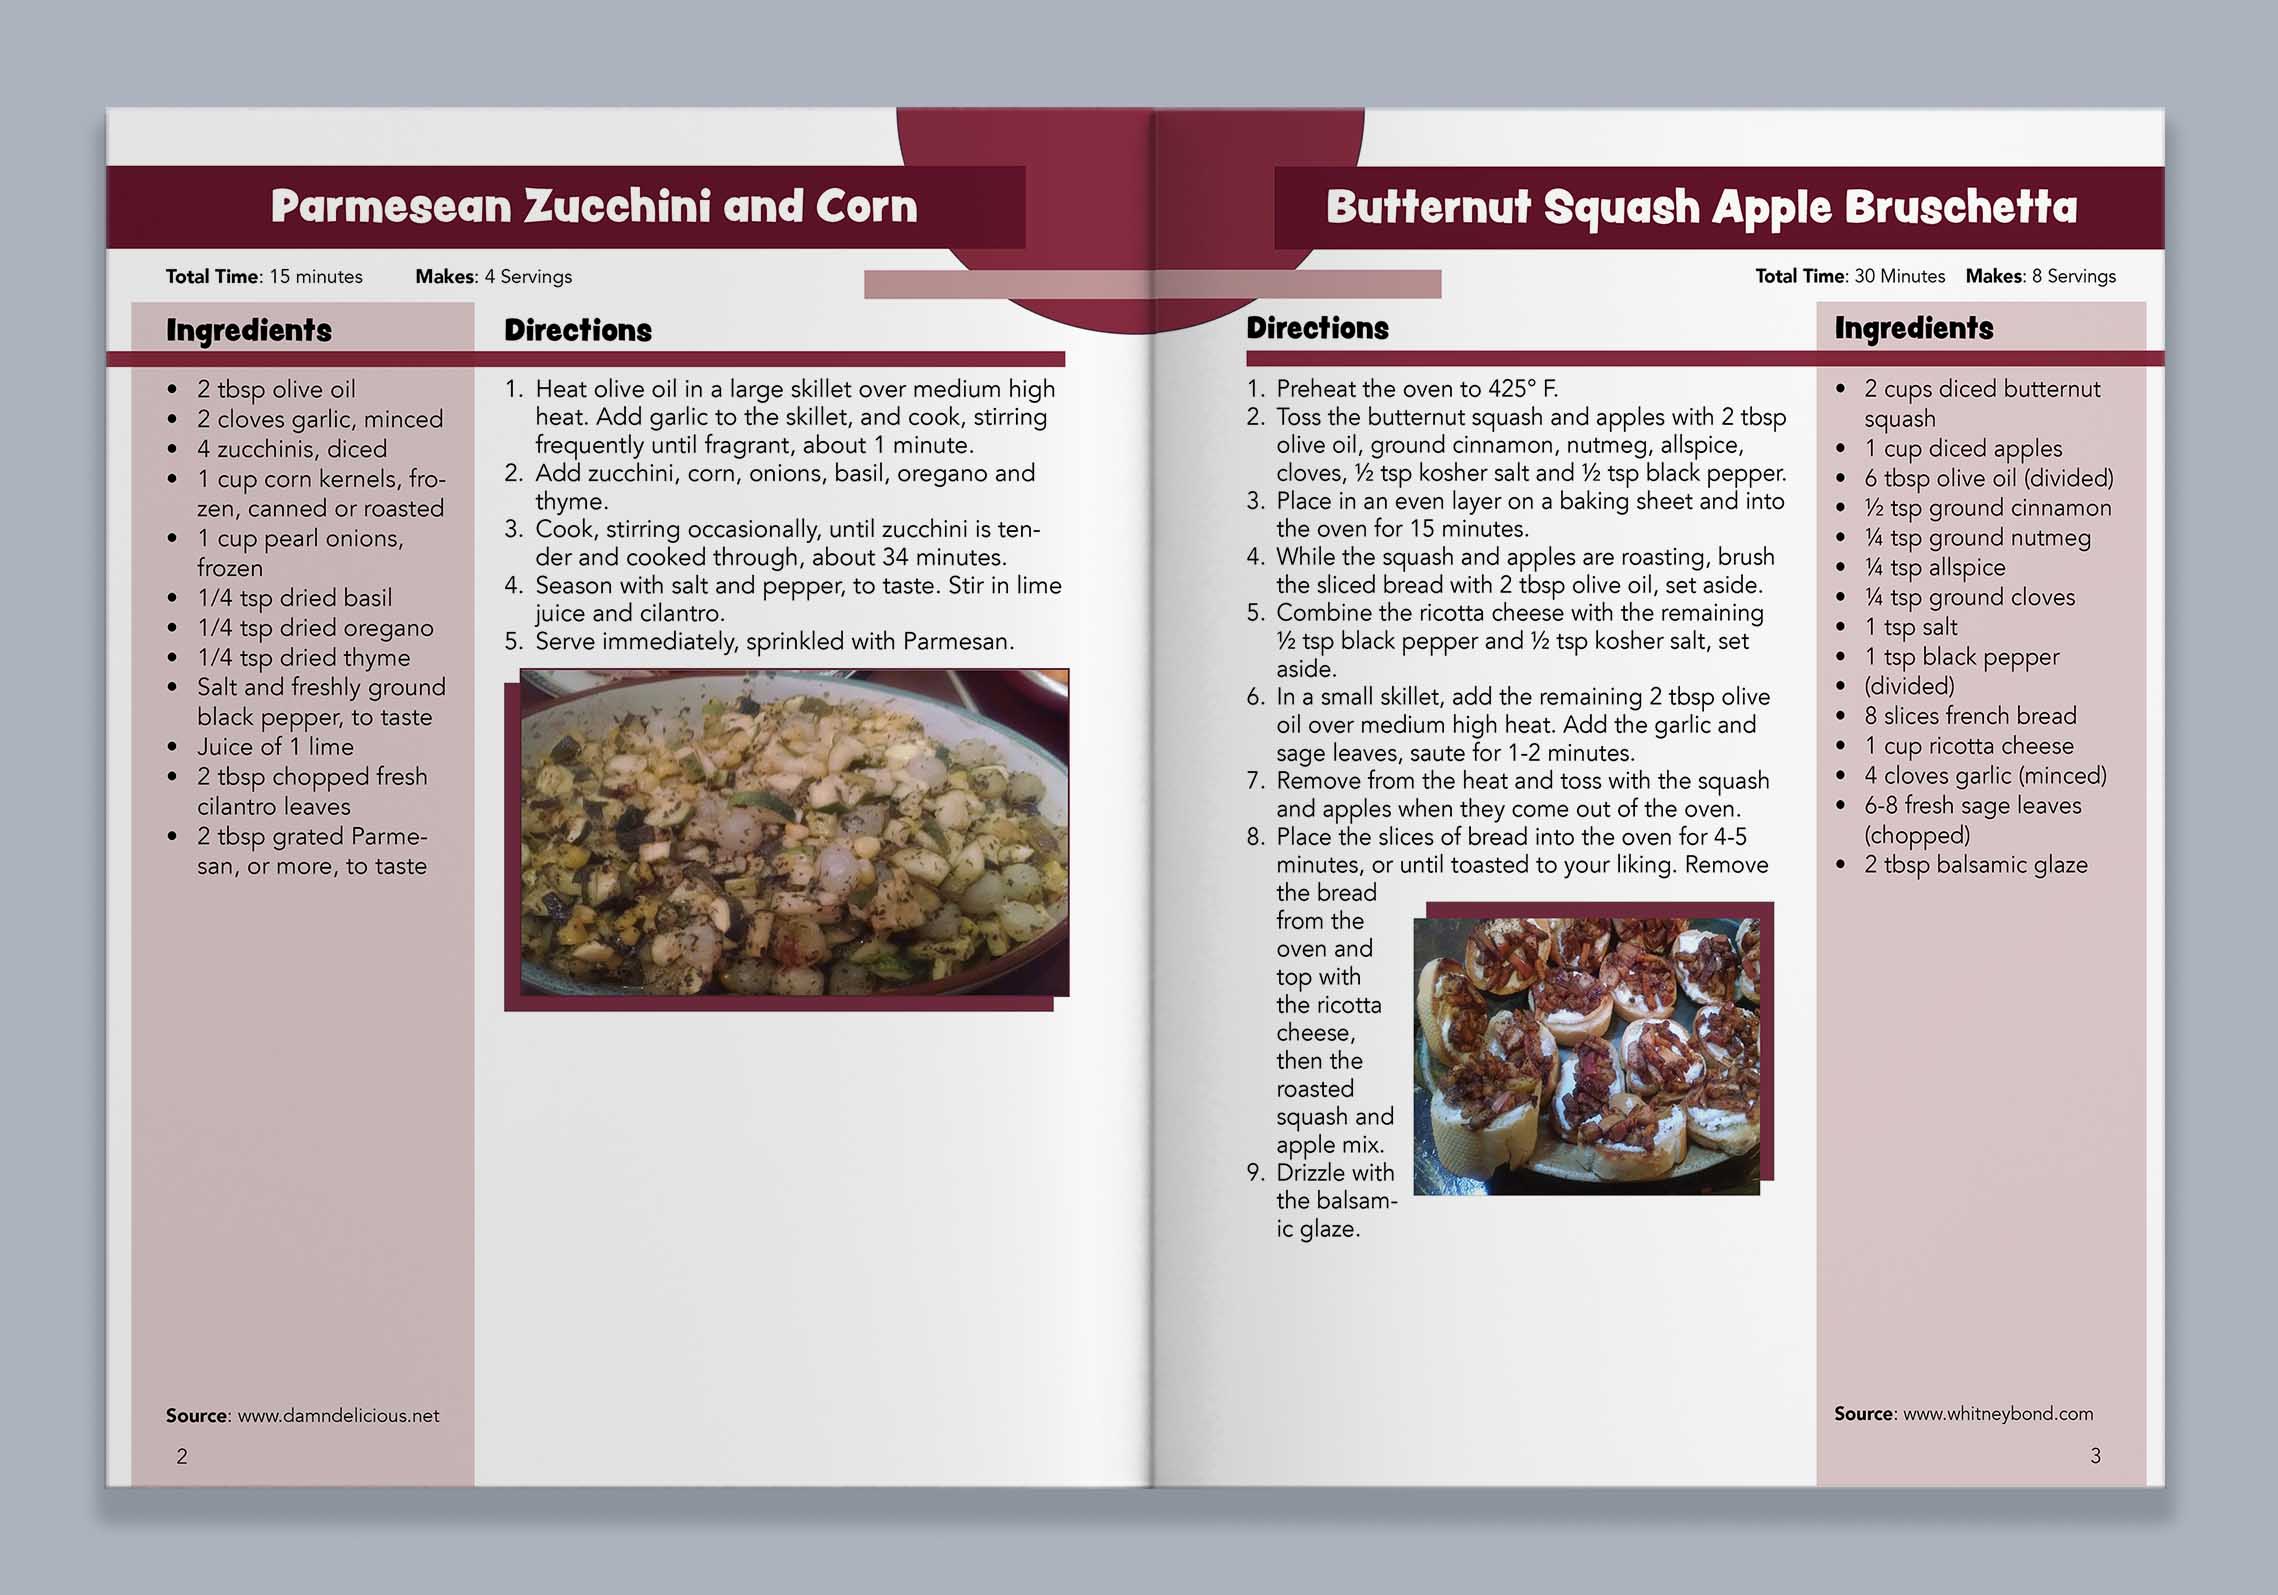 Parmesean Zucchini and Corn
Total Time: 15 minutes Makes: 4 Servings
Ingredients
• 2 tbsp olive oil
• 2 cloves garlic, minced
• 4 zucchinis, diced
• 1 cup corn kernels, fro-
zen, canned or roasted
• 1 cup pearl onions,
frozen
• 1/4 tsp dried basil
• 1/4 tsp dried oregano
• 1/4 tsp dried thyme
• Salt and freshly ground
black pepper, to taste
• Juice of 1 lime
• 2 tbsp chopped fresh
cilantro leaves
• 2 tbsp grated Parme-
san, or more, to taste
Source: www.damndelicious.net
2
Directions
1. Heat olive oil in a large skillet over medium high
heat. Add garlic to the skillet, and cook, stirring
frequently until fragrant, about 1 minute.
2. Add zucchini, corn, onions, basil, oregano and
thyme.
3. Cook, stirring occasionally, until zucchini is ten-
der and cooked through, about 34 minutes.
4. Season with salt and pepper, to taste. Stir in lime
juice and cilantro.
5. Serve immediately, sprinkled with Parmesan.
Butternut Squash Apple Bruschetta
Total Time: 30 Minutes Makes: 8 Servings
Directions
1. Preheat the oven to 425° F.
2. Toss the butternut squash and apples with 2 tbsp
olive oil, ground cinnamon, nutmeg, allspice,
cloves, ½ tsp kosher salt and ½ tsp black pepper.
3. Place in an even layer on a baking sheet and into
the oven for 15 minutes.
4. While the squash and apples are roasting, brush
the sliced bread with 2 tbsp olive oil, set aside.
5. Combine the ricotta cheese with the remaining
½ tsp black pepper and ½ tsp kosher salt, set
aside.
6. In a small skillet, add the remaining 2 tbsp olive
oil over medium high heat. Add the garlic and
sage leaves, saute for 1-2 minutes.
7. Remove from the heat and toss with the squash
and apples when they come out of the oven.
8. Place the slices of bread into the oven for 4-5
minutes, or until toasted to your liking. Remove
the bread
from the
oven and
top with
the ricotta
cheese,
then the
roasted
squash and
apple mix.
9. Drizzle with
the balsam-
ic glaze.
Ingredients
• 2 cups diced butternut
squash
• 1 cup diced apples
• 6 tbsp olive oil (divided)
• ½ tsp ground cinnamon
• ¼ tsp ground nutmeg
• ¼ tsp allspice
• ¼ tsp ground cloves
• 1 tsp salt
• 1 tsp black pepper
• (divided)
• 8 slices french bread
• 1 cup ricotta cheese
• 4 cloves garlic (minced)
• 6-8 fresh sage leaves
(chopped)
• 2 tbsp balsamic glaze
Source: www.whitneybond.com
3